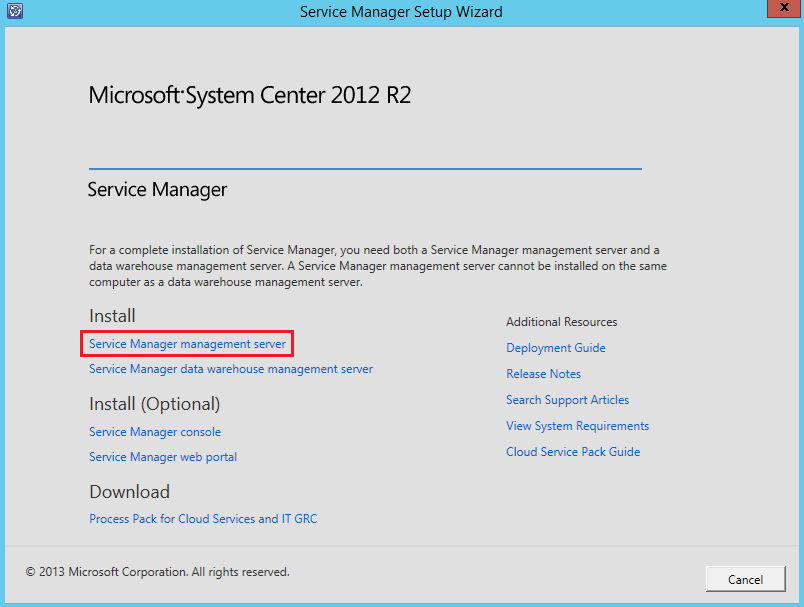 Service Manager Setup Wizard
X
Microsoft® System Center 2012 R2
Service Manager
For a complete installation of Service Manager, you need both a Service Manager management server and a
data warehouse management server. A Service Manager management server cannot be installed on the same
computer as a data warehouse management server.
Install
Service Manager management server
Service Manager data warehouse management server
Install (Optional)
Service Manager console
Service Manager web portal
Download
Process Pack for Cloud Services and IT GRC
Additional Resources
Deployment Guide
Release Notes
Search Support Articles
View System Requirements
Cloud Service Pack Guide
© 2013 Microsoft Corporation. All rights reserved.
Cancel